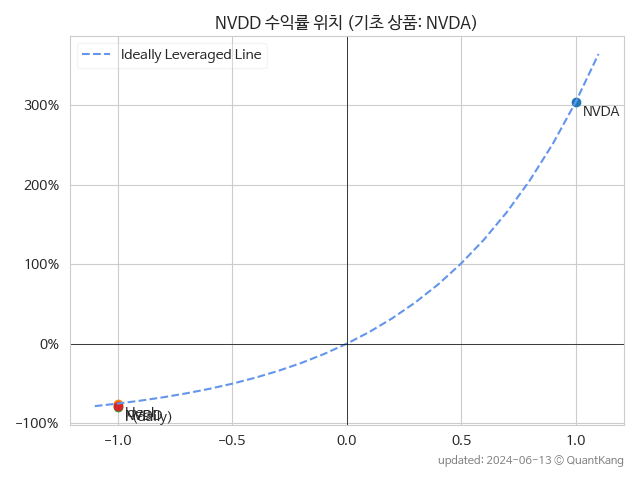 NVDD 수익률 위치 (기초 상품: NVDA)
Ideally Leveraged Line
300%
200%
100%
0%
-100%
NVDA
(daily)
-1.0 -0.5 0.0 0.5 1.0
updated: 2024-06-13 © QuantKang